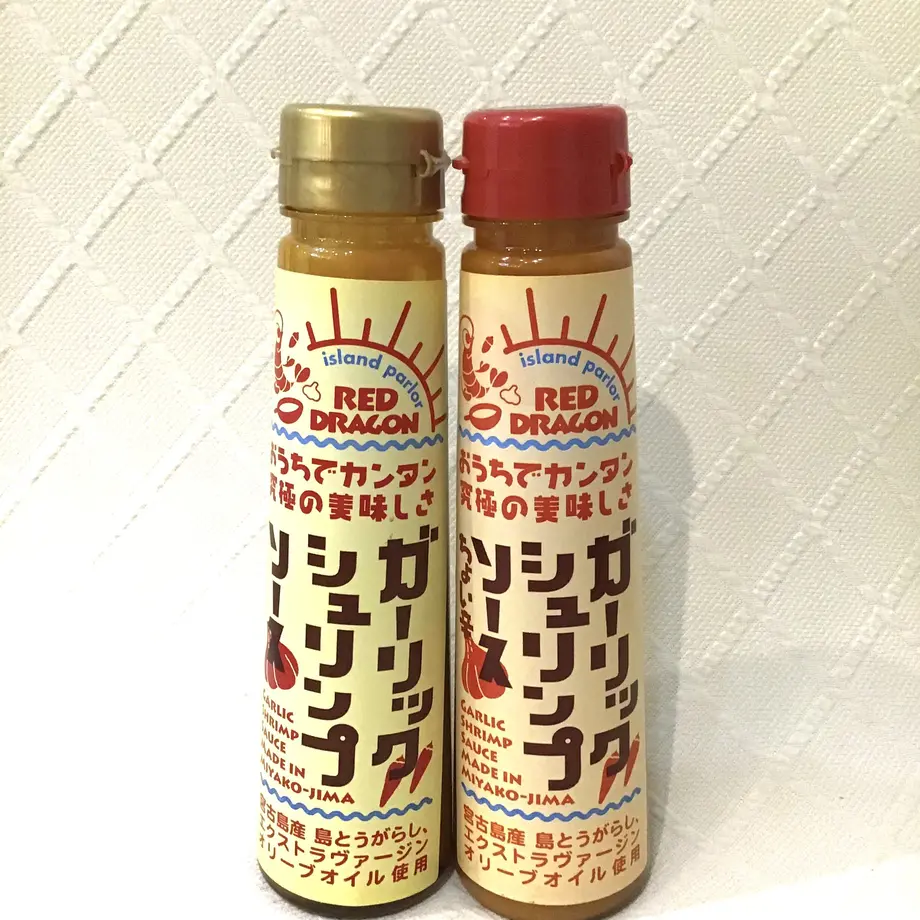 island parlor
RED
DRAGON
おうちでカンタン
究極の美味しさ
ガーリック
シュリンプ
ソース
GARLIC
SHRIMP
SAUCE
MADE IN
MIYAKO-JIMA
宮古島産 島とうがらし、
エクストラヴァージン
オリーブオイル使用
island parlor
RED
DRAGON
おうちでカンタン
究極の美味しさ
ガーリック
シュリンプ
ソース
ちょい辛
GARLIC
SHRIMP
SAUCE
MADE IN
MIYAKO-JIMA
宮古島産 島とうがらし、
エクストラヴァージン
オリーブオイル使用